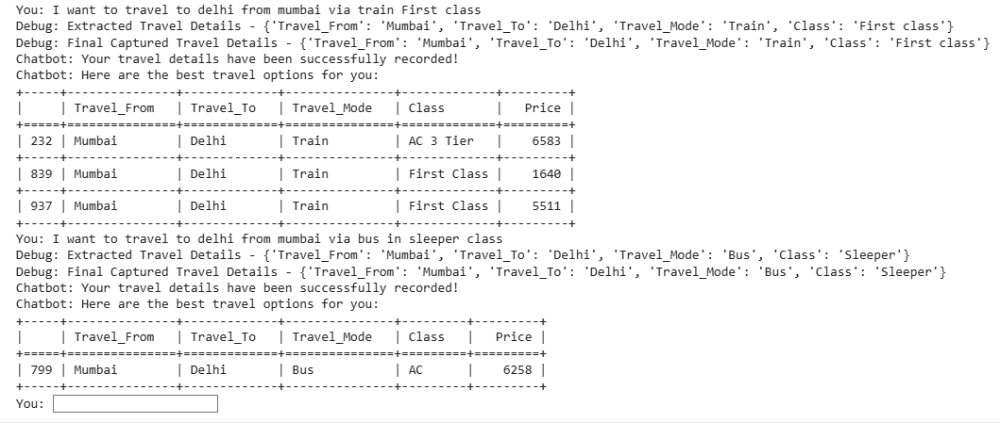 You: I want to travel to delhi from mumbai via train First class
Debug: Extracted Travel Details - {'Travel_From': 'Mumbai', 'Travel_To': 'Delhi', 'Travel_Mode': 'Train', 'Class': 'First class'}
Debug: Final Captured Travel Details - {'Travel_From': 'Mumbai', 'Travel_To': 'Delhi', 'Travel_Mode': 'Train', 'Class': 'First class'}
Chatbot: Your travel details have been successfully recorded!
Chatbot: Here are the best travel options for you:
+-----+---------------+-------------+---------------+-------------+---------+
|     | Travel_From   | Travel_To   | Travel_Mode   | Class       |   Price |
+=====+===============+=============+===============+=============+=========+
| 232 | Mumbai        | Delhi       | Train         | AC 3 Tier   |    6583 |
+-----+---------------+-------------+---------------+-------------+---------+
| 839 | Mumbai        | Delhi       | Train         | First Class |    1640 |
+-----+---------------+-------------+---------------+-------------+---------+
| 937 | Mumbai        | Delhi       | Train         | First Class |    5511 |
+-----+---------------+-------------+---------------+-------------+---------+
You: I want to travel to delhi from mumbai via bus in sleeper class
Debug: Extracted Travel Details - {'Travel_From': 'Mumbai', 'Travel_To': 'Delhi', 'Travel_Mode': 'Bus', 'Class': 'Sleeper'}
Debug: Final Captured Travel Details - {'Travel_From': 'Mumbai', 'Travel_To': 'Delhi', 'Travel_Mode': 'Bus', 'Class': 'Sleeper'}
Chatbot: Your travel details have been successfully recorded!
Chatbot: Here are the best travel options for you:
+-----+---------------+-------------+---------------+---------+---------+
|     | Travel_From   | Travel_To   | Travel_Mode   | Class   |   Price |
+=====+===============+=============+===============+=========+=========+
| 799 | Mumbai        | Delhi       | Bus           | AC      |    6258 |
+-----+---------------+-------------+---------------+---------+---------+
You: